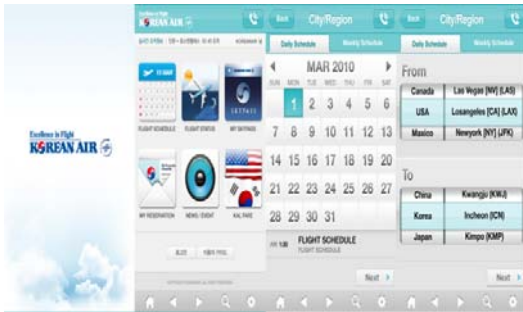 Excellence in Flight
KOREAN AIR
Excellence in Flight
KOREAN AIR
FLIGHT SCHEDULE
FLIGHT STATUS
MY SKYPASS
SKYPASS
MY RESERVATION
NEWS / EVENT
KAL PARK
Back
City/Region
Daily Schedule
Weekly Schedule
MAR 2010
SUN MON TUE WED THU FRI SAT
1 2 3 4 5 6
7 8 9 10 11 12 13
14 15 16 17 18 19 20
21 22 23 24 25 26 27
28 29 30 31
FLIGHT SCHEDULE
FLIGHT SCHEDULE
Next
Back
City/Region
Daily Schedule
Weekly Schedule
From
Canada Las Vegas [NV] (LAS)
USA Losangeles [CA] (LAX)
Maxico Newyork [NY] (JFK)
To
China Kwangju (KWJ)
Korea Incheon (ICN)
Japan Kimpo (KMP)
Next